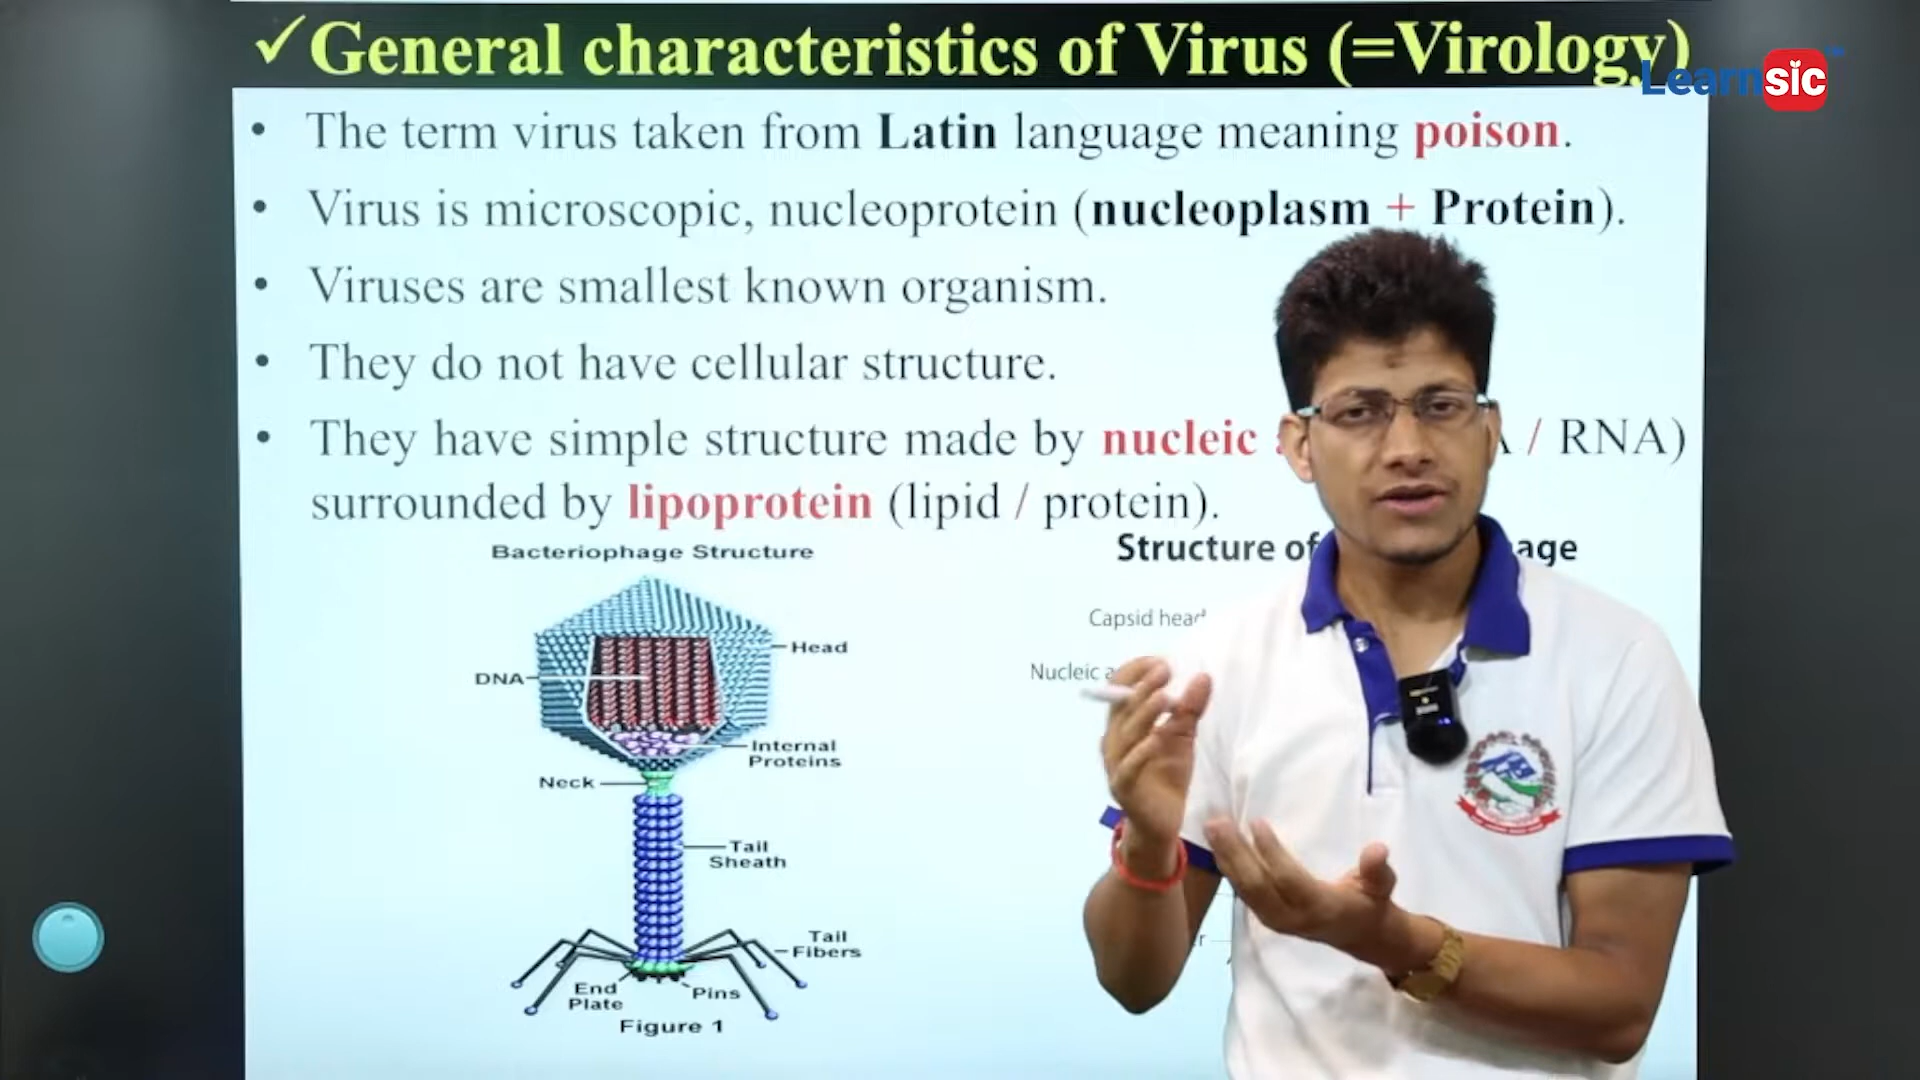 ✓General characteristics of Virus (=Virology)
Learnsic
• The term virus taken from Latin language meaning poison.
• Virus is microscopic, nucleoprotein (nucleoplasm + Protein).
• Viruses are smallest known organism.
• They do not have cellular structure.
• They have simple structure made by nucleic / RNA)
surrounded by lipoprotein (lipid / protein).
Bacteriophage Structure
Head
DNA
Internal
Proteins
Neck
Tail
Sheath
Tail
Fibers
End
Plate
Pins
Figure 1
Structure of
Capsid head
Nucleic